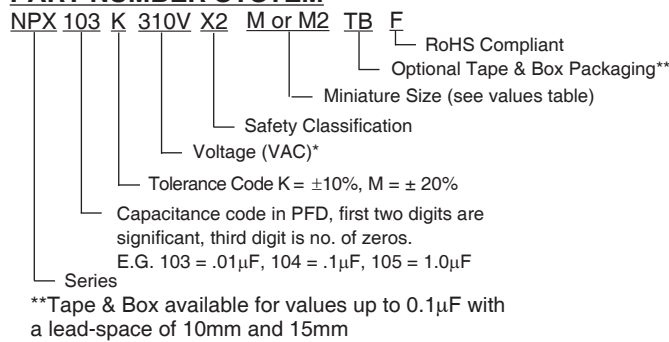 PART NUMBER SYSTEM
NPX 103 K 310V X2 M or M2 TB F
RoHS Compliant
Optional Tape & Box Packaging**
Miniature Size (see values table)
Safety Classification
Voltage (VAC)*
Tolerance Code K = ±10%, M = ± 20%
Capacitance code in PFD, first two digits are
significant, third digit is no. of zeros.
E.G. 103 = .01μF, 104 = .1μF, 105 = 1.0μF
Series
**Tape & Box available for values up to 0.1μF with
a lead-space of 10mm and 15mm